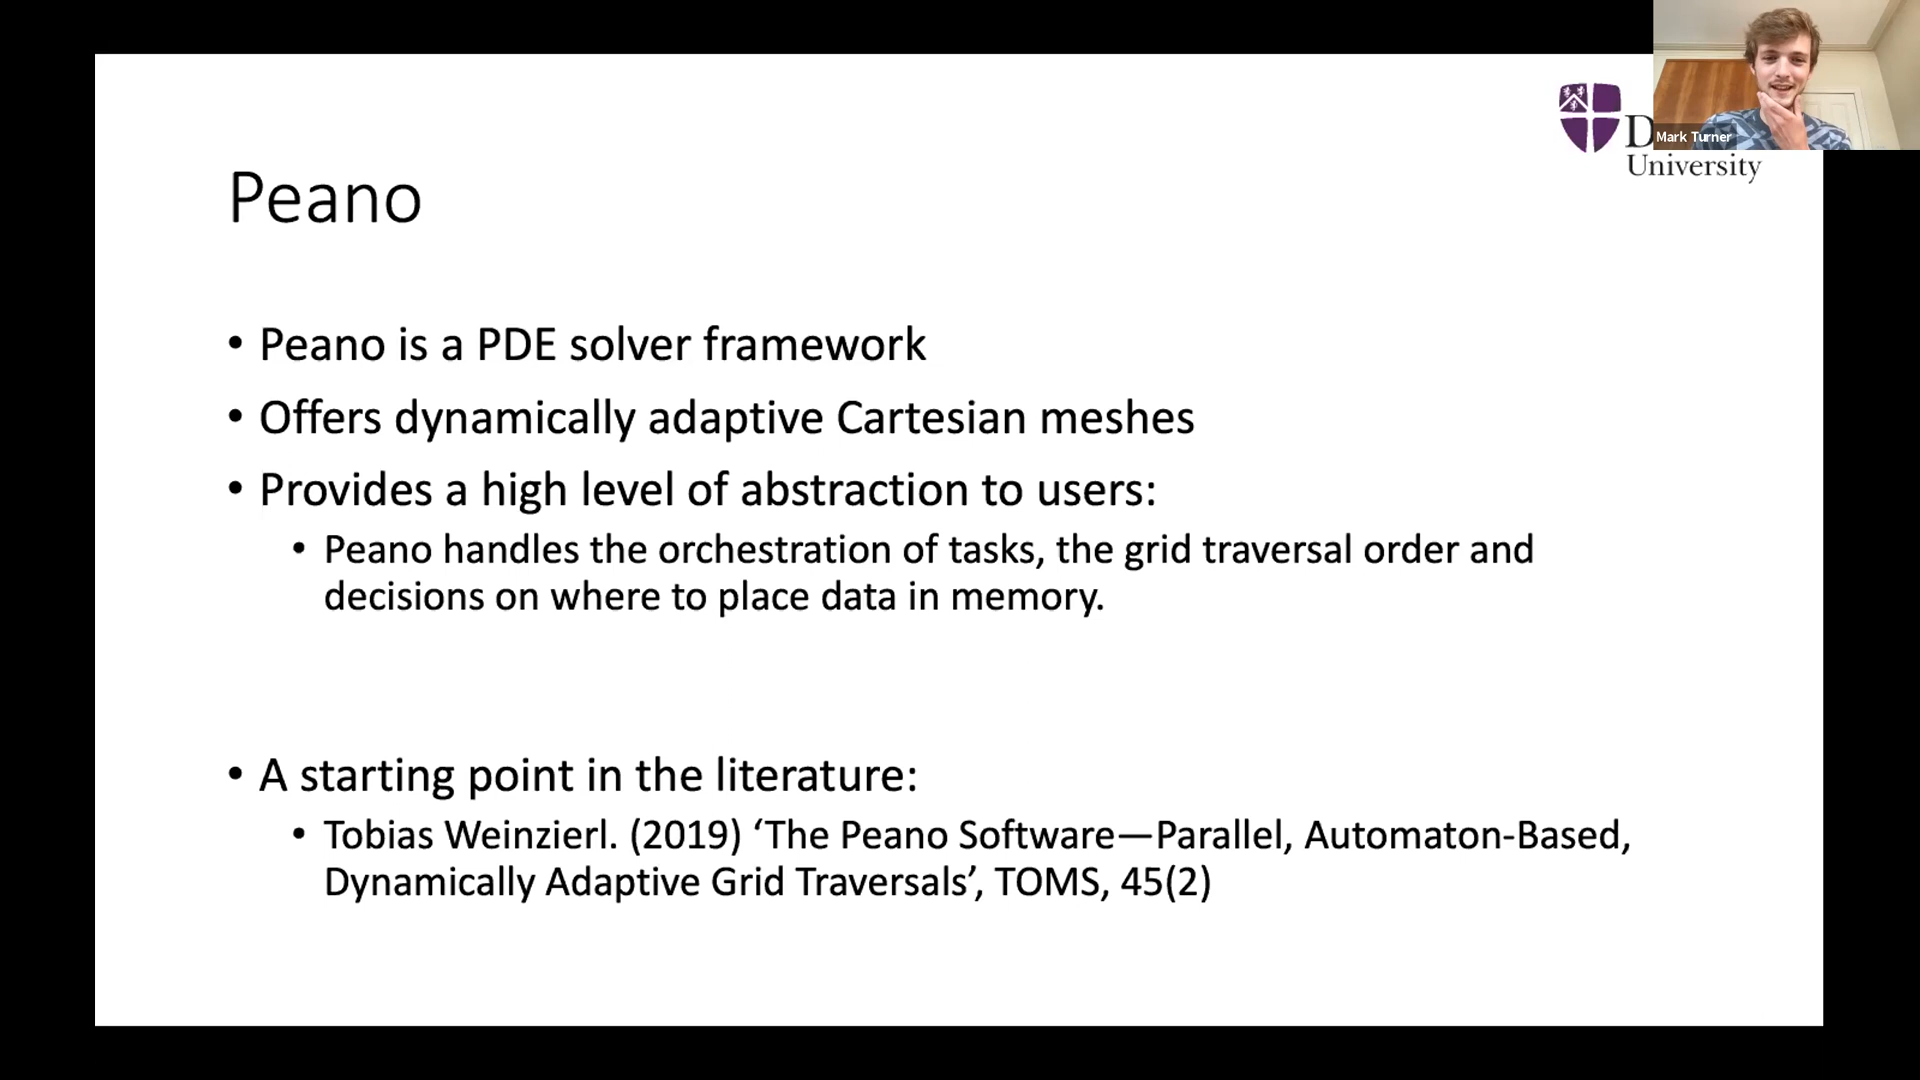 Mark Turner
University
Peano
• Peano is a PDE solver framework
• Offers dynamically adaptive Cartesian meshes
• Provides a high level of abstraction to users:
• Peano handles the orchestration of tasks, the grid traversal order and
decisions on where to place data in memory.
• A starting point in the literature:
• Tobias Weinzierl. (2019) ‘The Peano Software—Parallel, Automaton-Based,
Dynamically Adaptive Grid Traversals’, TOMS, 45(2)